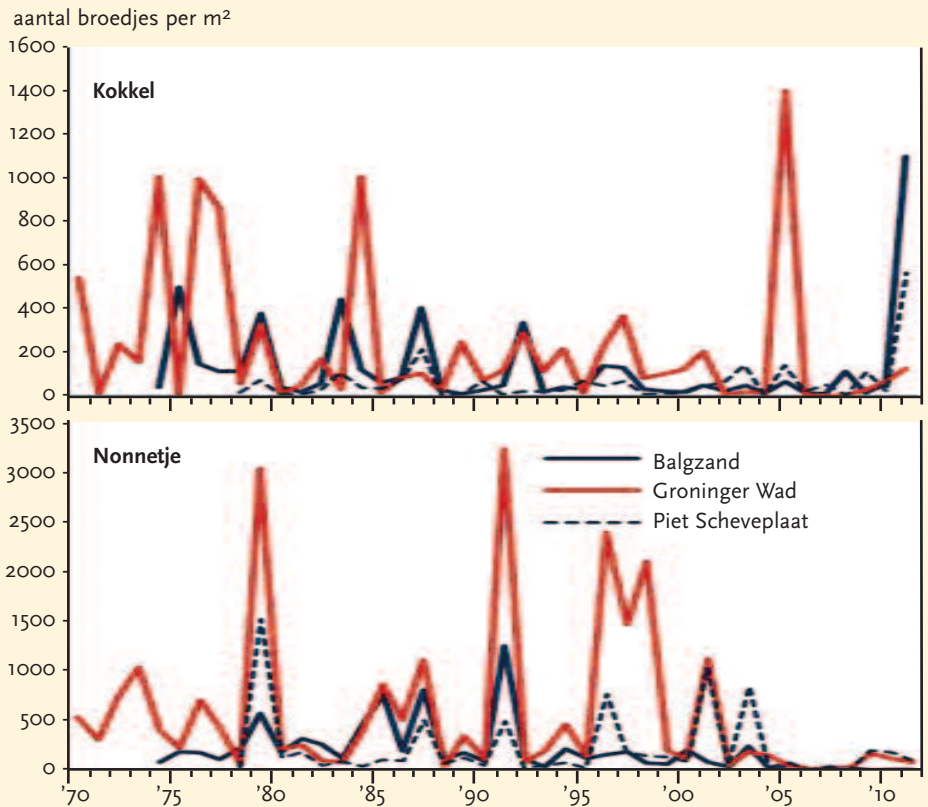 aantal broedjes per m²
1600
Kokkel
1400
1200
1000
800
600
400
200
0
3500
Nonnetje
3000
2500
2000
1500
1000
500
0
Balgzand
Groninger Wad
Piet Scheveplaat
'70 '75 '80 '85 '90 '95 '00 '05 '10